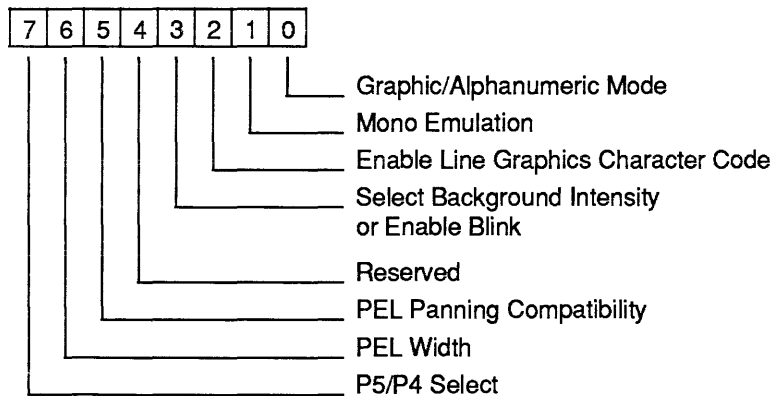 7 6 5 4 3 2 1 0
Graphic/Alphanumeric Mode
Mono Emulation
Enable Line Graphics Character Code
Select Background Intensity
or Enable Blink
Reserved
PEL Panning Compatibility
PEL Width
P5/P4 Select